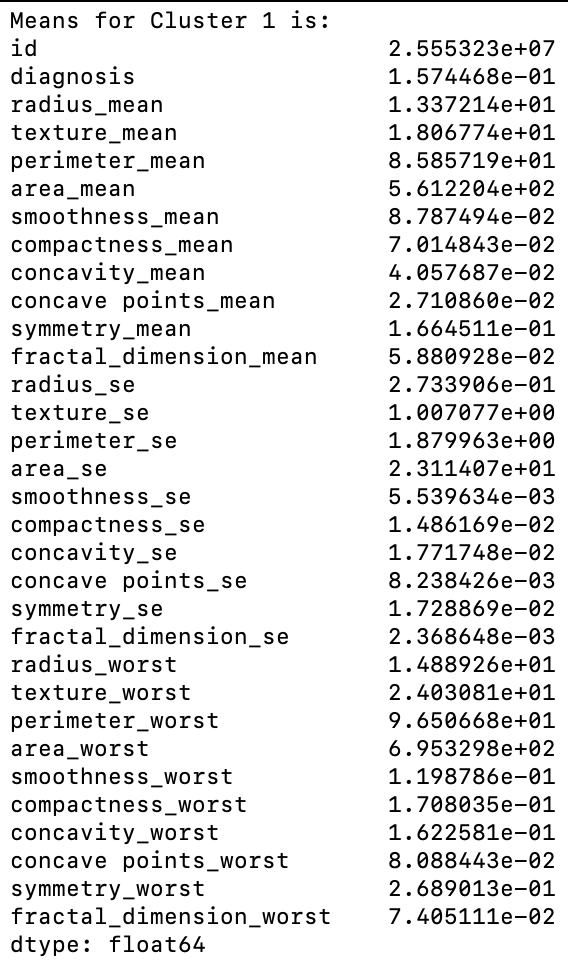 Means for Cluster 1 is:
id 2.555323e+07
diagnosis 1.574468e-01
radius_mean 1.337214e+01
texture_mean 1.806774e+01
perimeter_mean 8.585719e+01
area_mean 5.612204e+02
smoothness_mean 8.787494e-02
compactness_mean 7.014843e-02
concavity_mean 4.057687e-02
concave points_mean 2.710860e-02
symmetry_mean 1.664511e-01
fractal_dimension_mean 5.880928e-02
radius_se 2.733906e-01
texture_se 1.007077e+00
perimeter_se 1.879963e+00
area_se 2.311407e+01
smoothness_se 5.539634e-03
compactness_se 1.486169e-02
concavity_se 1.771748e-02
concave points_se 8.238426e-03
symmetry_se 1.728869e-02
fractal_dimension_se 2.368648e-03
radius_worst 1.488926e+01
texture_worst 2.403081e+01
perimeter_worst 9.650668e+01
area_worst 6.953298e+02
smoothness_worst 1.198786e-01
compactness_worst 1.708035e-01
concavity_worst 1.622581e-01
concave points_worst 8.088443e-02
symmetry_worst 2.689013e-01
fractal_dimension_worst 7.405111e-02
dtype: float64